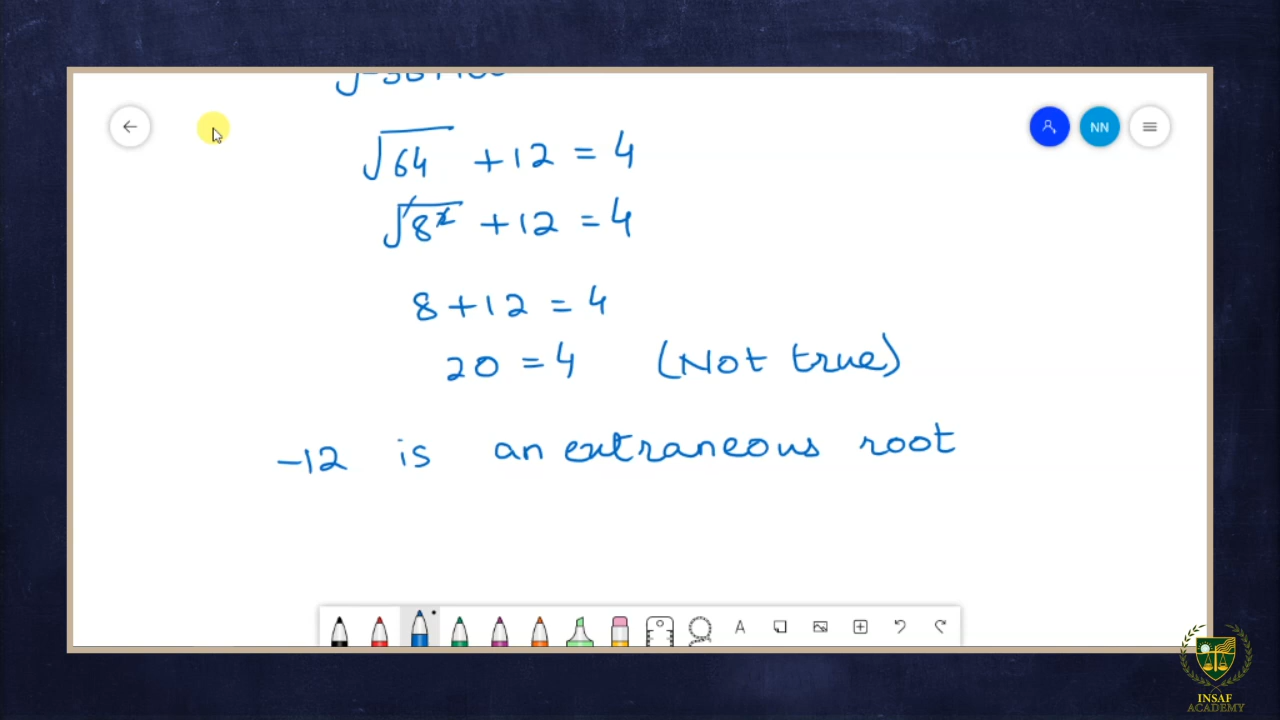 NN
√64 + 12 = 4
√8² + 12 = 4
8 + 12 = 4
20 = 4 (Not true)
-12 is an extraneous root
A
INSAF
ACADEMY